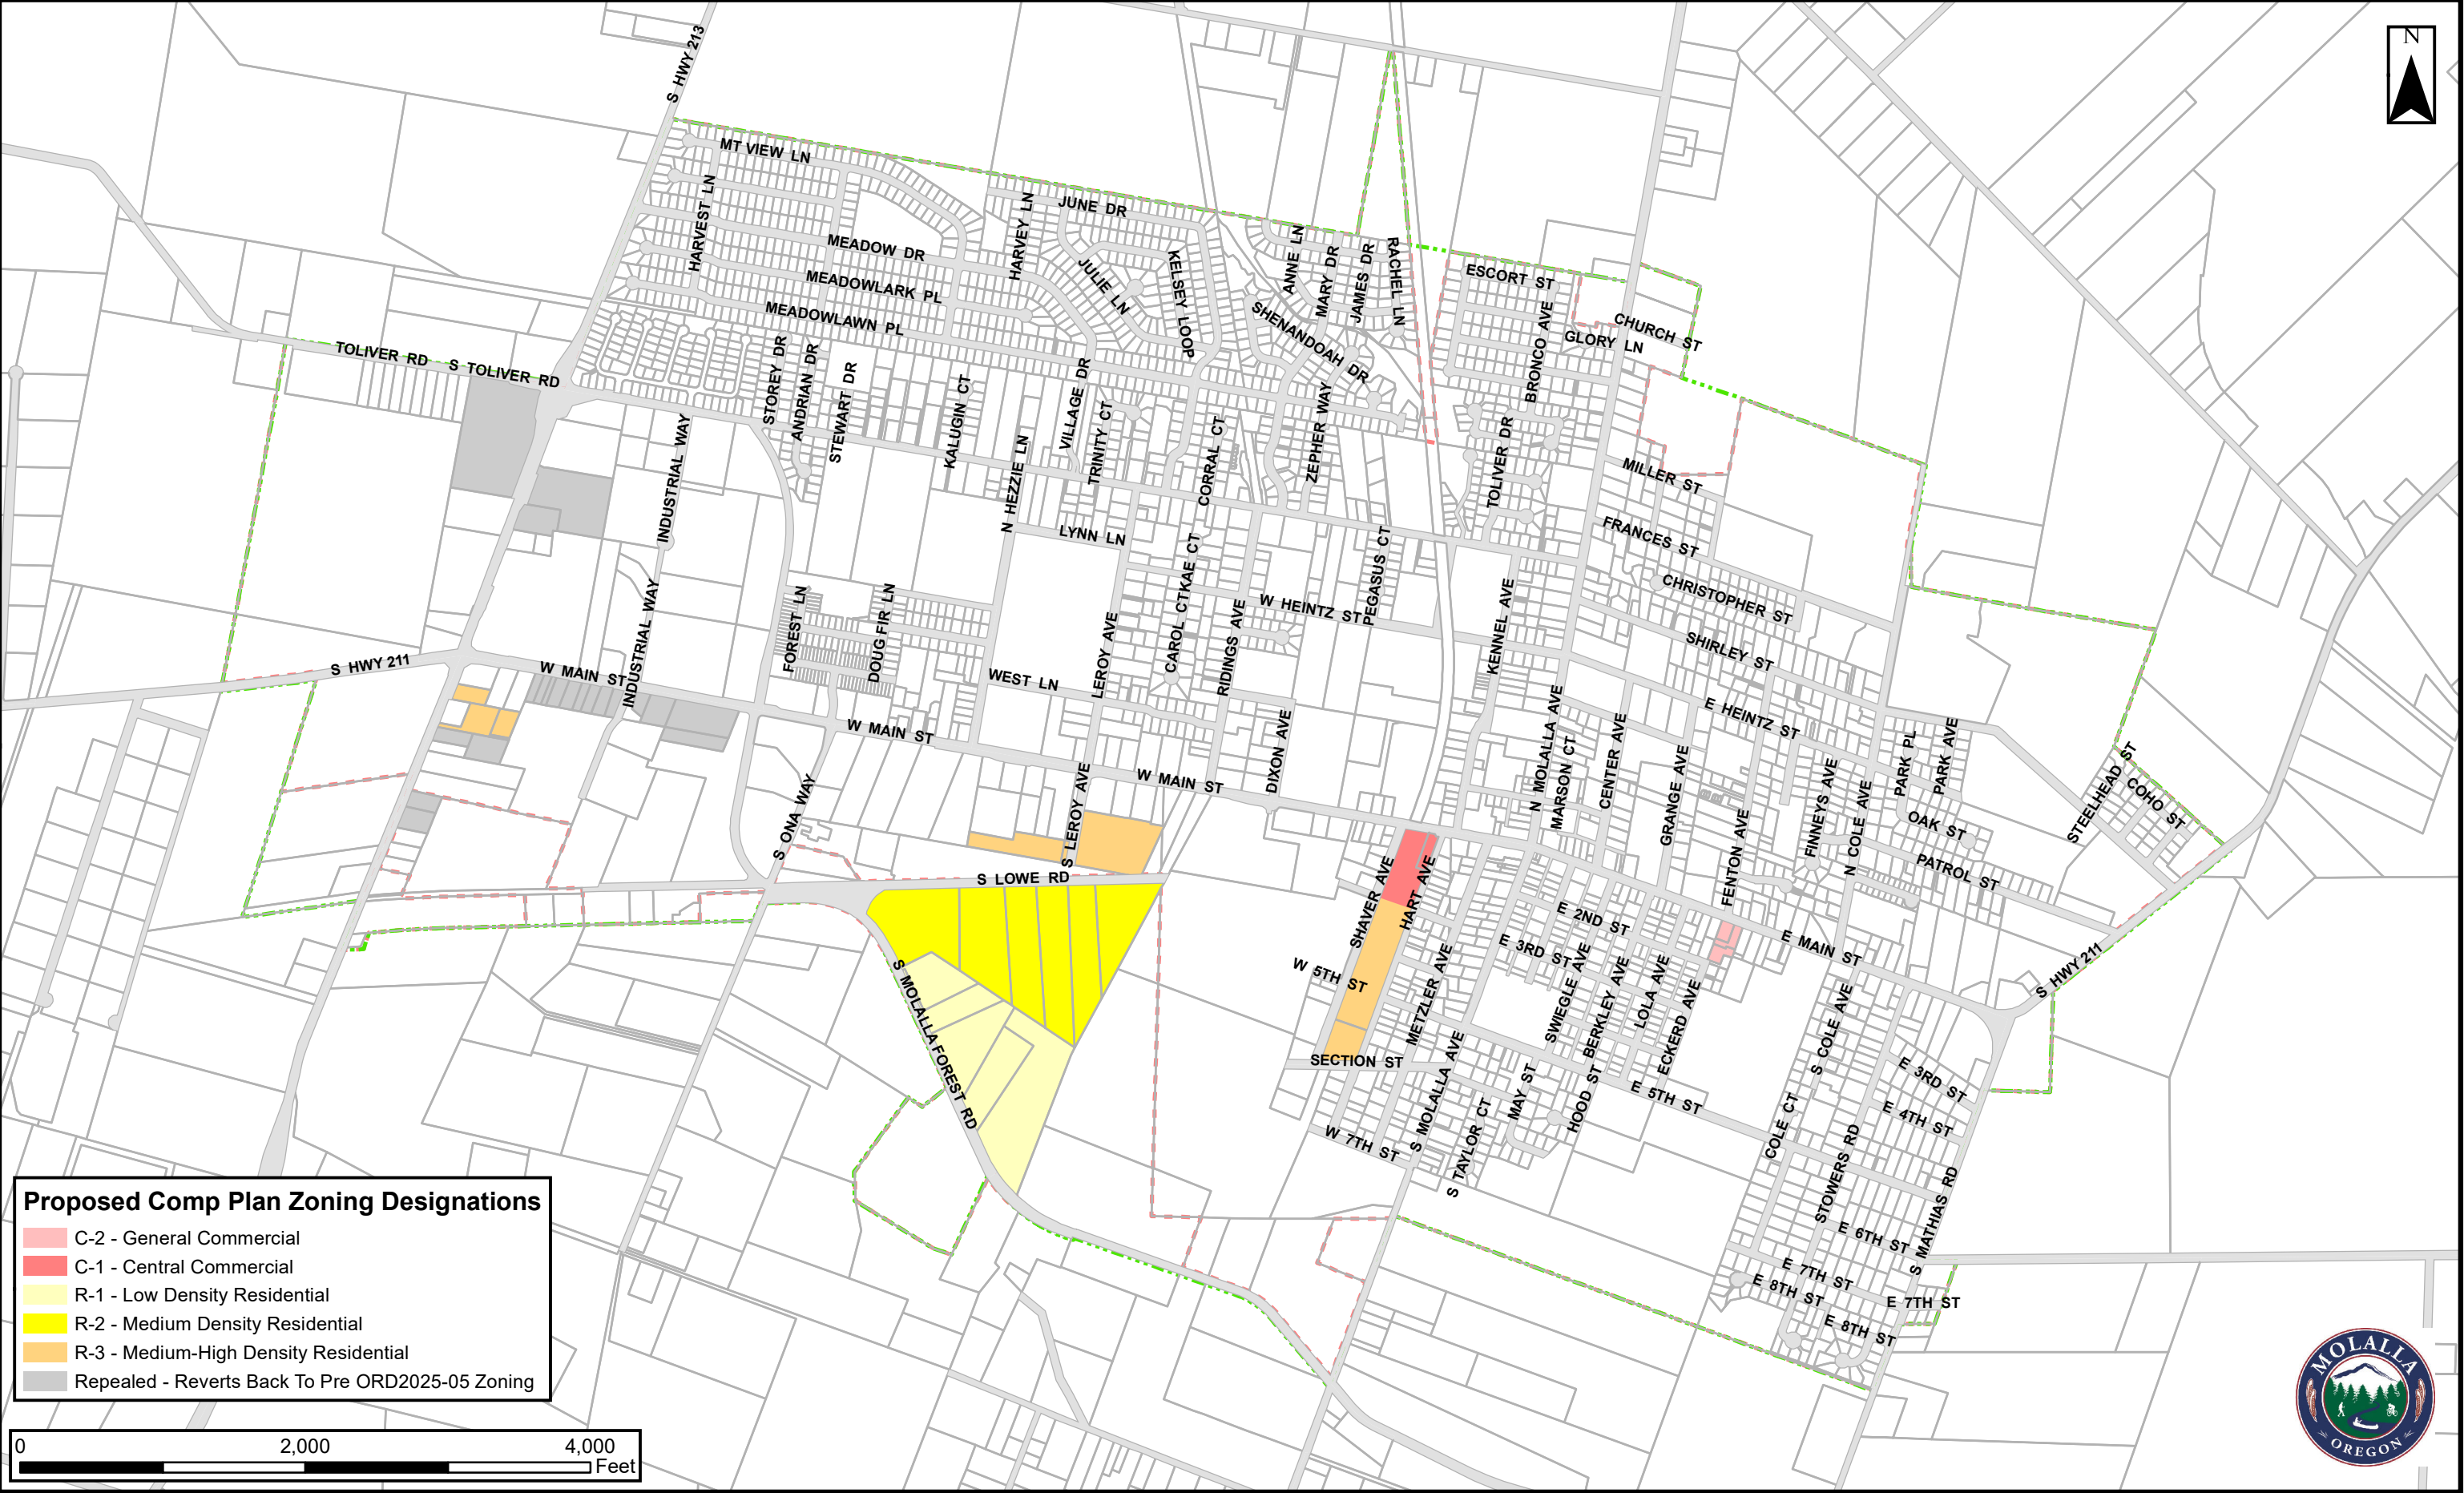 N
S HWY 213
MT VIEW LN
HARVEST LN
JUNE DR
HARVEY LN
MEADOW DR
MEADOWLARK PL
MEADOWLAWN PL
JULIE LN
KELSEY LOOP
ANNE LN
MARY DR
JAMES DR
RACHEL LN
SHENANDOAH DR
ESCORT ST
BRONCO AVE
CHURCH ST
GLORY LN
TOLIVER RD
S TOLIVER RD
STOREY DR
ANDRIAN DR
STEWART DR
KALUGIN CT
VILLAGE DR
TRINITY CT
CORRAL CT
ZEPHER WAY
TOLIVER DR
INDUSTRIAL WAY
N HEZZIE LN
LYNN LN
MILLER ST
FRANCES ST
CHRISTOPHER ST
SHIRLEY ST
INDUSTRIAL WAY
FOREST LN
DOUG FIR LN
LEROY AVE
CAROL CT
KAE CT
RIDINGS AVE
W HEINTZ ST
PEGASUS CT
KENNEL AVE
S HWY 211
W MAIN ST
WEST LN
W MAIN ST
W MAIN ST
DIXON AVE
N MOLALLA AVE
MARSON CT
CENTER AVE
GRANGE AVE
E HEINTZ ST
FENTON AVE
FINNEYS AVE
N COLE AVE
PARK PL
PARK AVE
OAK ST
PATROL ST
STEELHEAD ST
COHO ST
S ONA WAY
S LEROY AVE
S LOWE RD
SHAVER AVE
HART AVE
W 5TH ST
METZLER AVE
E 2ND ST
E 3RD ST
SWIEGLE AVE
BERKLEY AVE
LOLA AVE
ECKERD AVE
E MAIN ST
S HWY 211
S MOLALLA FOREST RD
SECTION ST
S MOLALLA AVE
W 7TH ST
S TAYLOR CT
MAY ST
HOOD ST
E 5TH ST
S COLE AVE
COLE CT
STOWERS RD
E 3RD ST
E 4TH ST
S MATHIAS RD
E 6TH ST
E 7TH ST
E 8TH ST
E 7TH ST
E 8TH ST
Proposed Comp Plan Zoning Designations
C-2 - General Commercial
C-1 - Central Commercial
R-1 - Low Density Residential
R-2 - Medium Density Residential
R-3 - Medium-High Density Residential
Repealed - Reverts Back To Pre ORD2025-05 Zoning
0 2,000 4,000
Feet
MOLALLA
OREGON